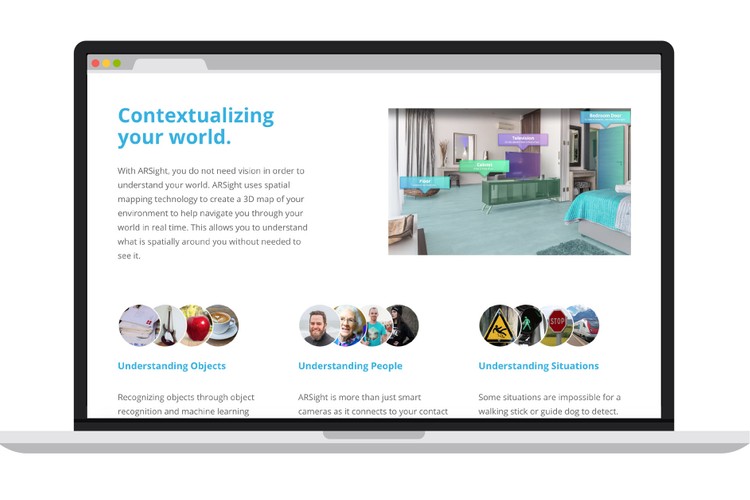 Contextualizing
your world.
With ARSight, you do not need vision in order to
understand your world. ARSight uses spatial
mapping technology to create a 3D map of your
environment to help navigate you through your
world in real time. This allows you to understand
what is spatially around you without needed to
see it.
Bedroom Door
Television
Cabinet
Floor
STOP
Understanding Objects
Understanding People
Understanding Situations
Recognizing objects through object
recognition and machine learning
ARSight is more than just smart
cameras as it connects to your contact
Some situations are impossible for a
walking stick or guide dog to detect.